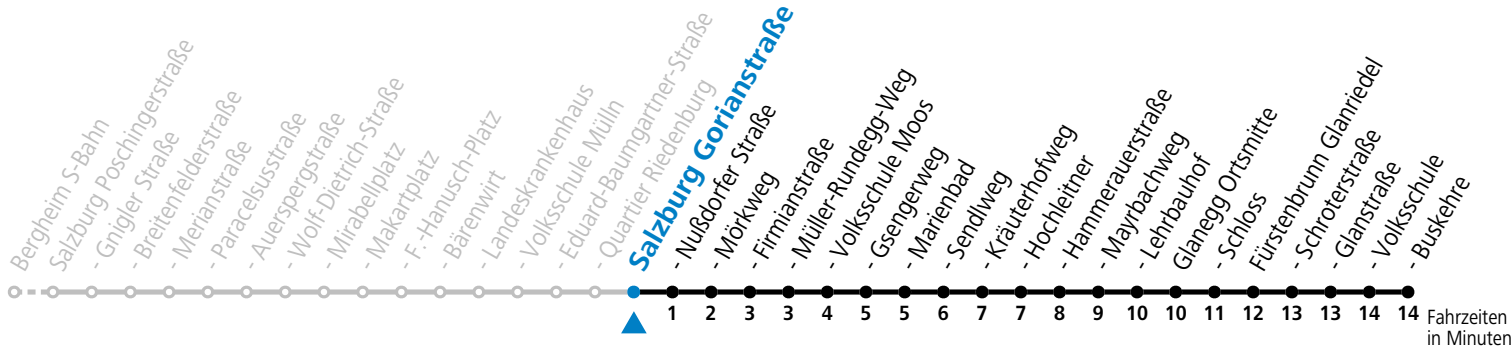 Bergheim S-Bahn
Salzburg Poschingerstraße
- Gnigler Straße
- Breitenfelderstraße
- Merianstraße
- Paracelsusstraße
- Auerspergstraße
- Wolf-Dietrich-Straße
- Mirabellplatz
- Makartplatz
- F.-Hanusch-Platz
- Bärenwirt
- Landeskrankenhaus
- Volksschule Mülln
- Eduard-Baumgartner-Straße
- Quartier Riedenburg
Salzburg Gorianstraße
- Nußdorfer Straße
- Mörkweg
- Firmianstraße
- Müller-Rundegg-Weg
- Volksschule Moos
- Gsengerweg
- Marienbad
- Sendlweg
- Kräuterhofweg
- Hochleitner
- Hammerauerstraße
- Mayrbachweg
- Lehrbauhof
Glanegg Ortsmitte
- Schloss
Fürstenbrunn Glanriedel
- Schroterstraße
- Glanstraße
- Volksschule
- Buskehre
1 2 3 3 4 5 5 6 7 7 8 9 10 10 11 12 13 13 14 14
Fahrzeiten
in Minuten